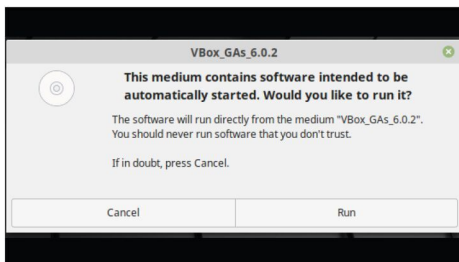 VBox_GAs_6.0.2
This medium contains software intended to be
automatically started. Would you like to run it?
The software will run directly from the medium "VBox_GAs_6.0.2".
You should never run software that you don't trust.
If in doubt, press Cancel.
Cancel
Run